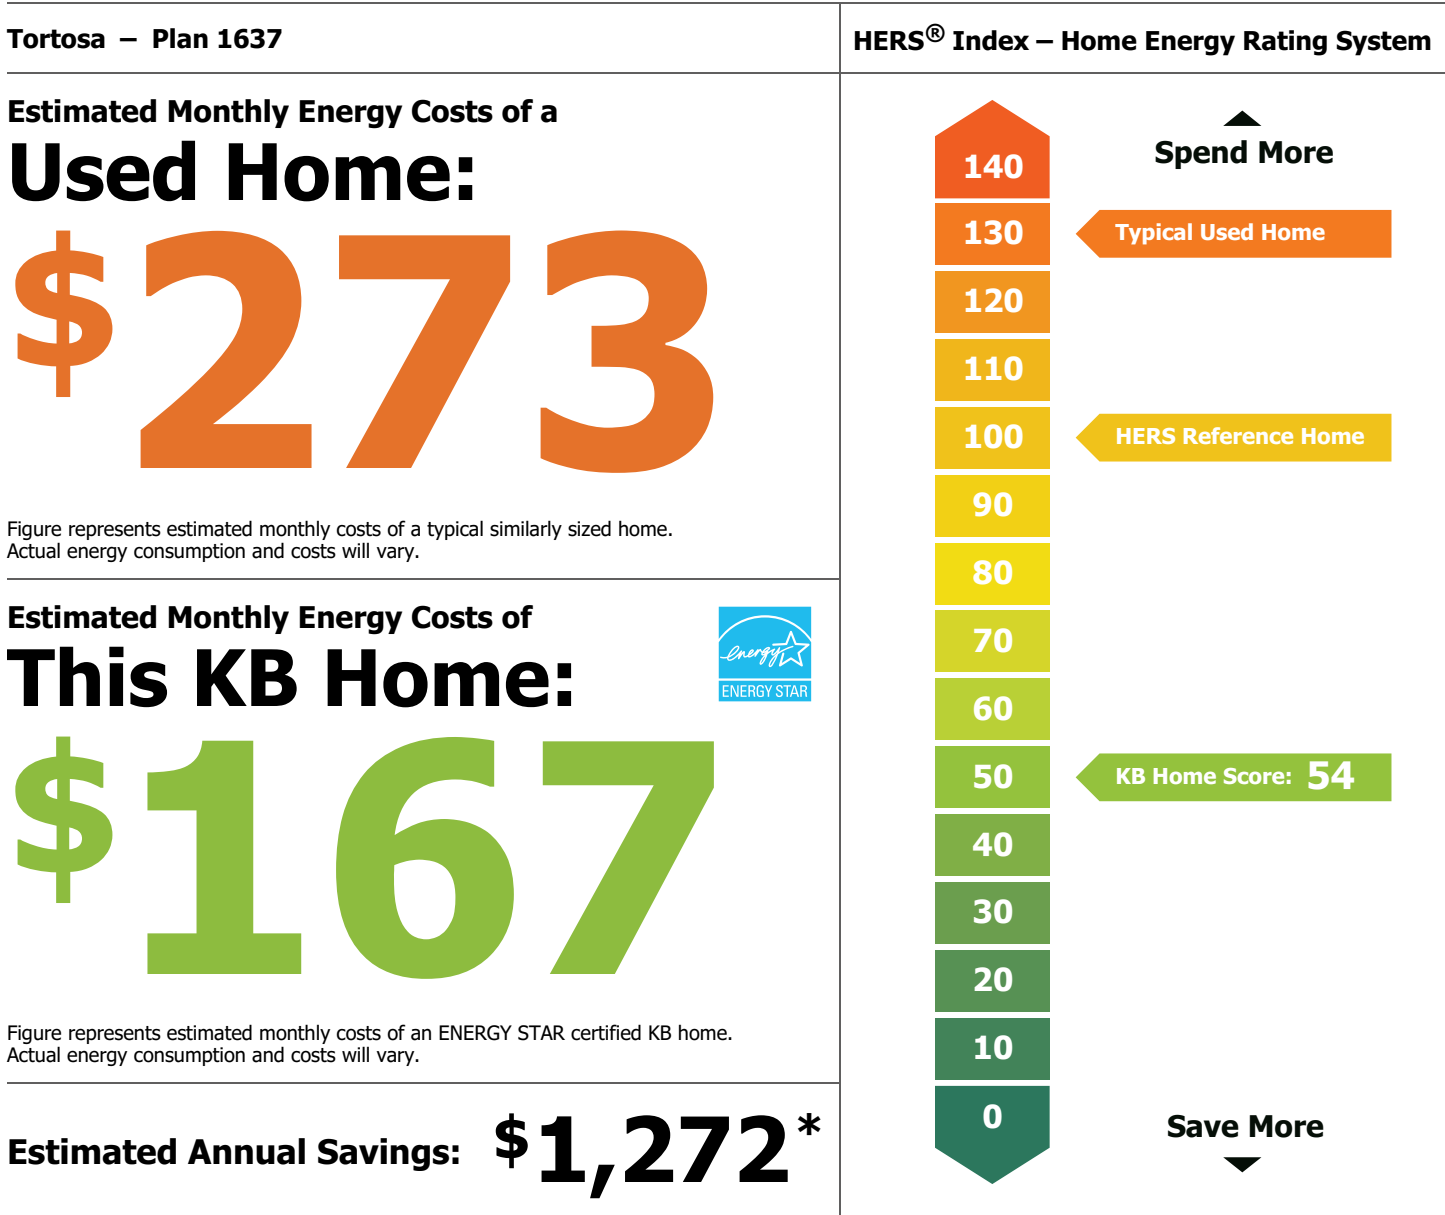 Tortosa – Plan 1637
HERS® Index – Home Energy Rating System
Estimated Monthly Energy Costs of a
Used Home:
$273
Figure represents estimated monthly costs of a typical similarly sized home.
Actual energy consumption and costs will vary.
Estimated Monthly Energy Costs of
This KB Home:
energy
ENERGY STAR
$167
Figure represents estimated monthly costs of an ENERGY STAR certified KB home.
Actual energy consumption and costs will vary.
Estimated Annual Savings: $1,272*
Spend More
140
130 Typical Used Home
120
110
100 HERS Reference Home
90
80
70
60
50 KB Home Score: 54
40
30
20
10
0
Save More